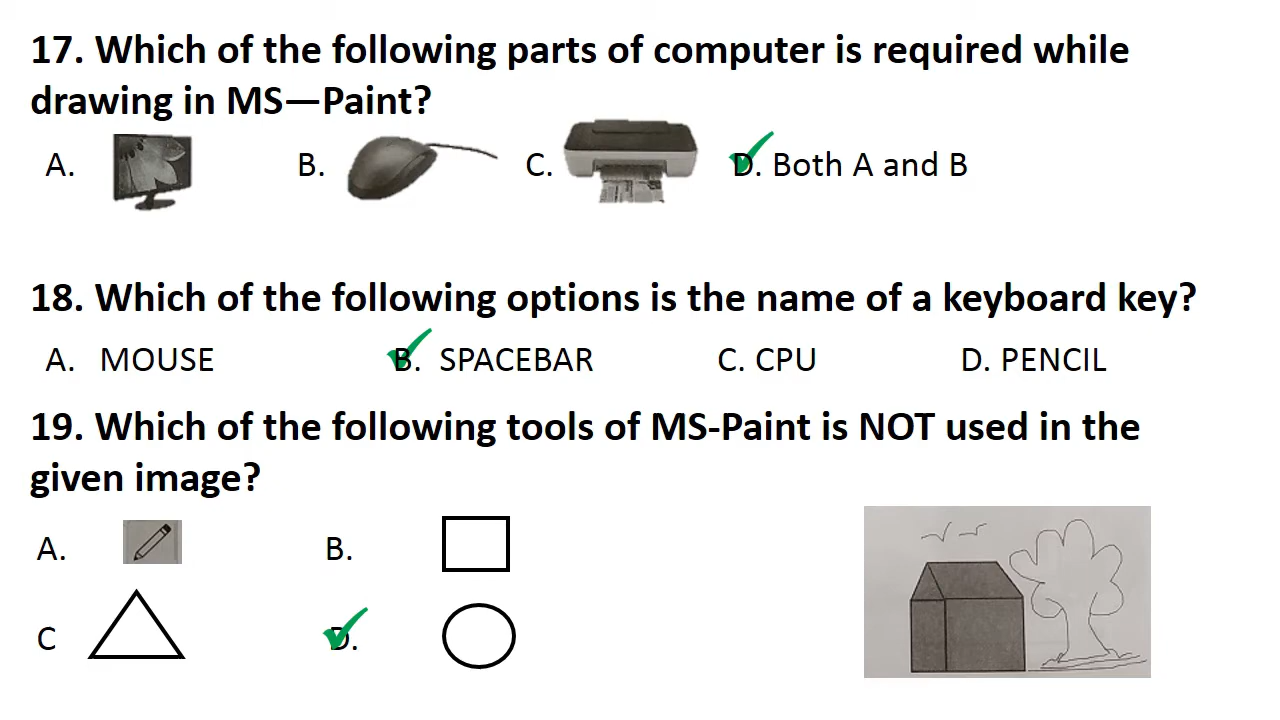 17. Which of the following parts of computer is required while
drawing in MS—Paint?
A. B. C. D. Both A and B
18. Which of the following options is the name of a keyboard key?
A. MOUSE B. SPACEBAR C. CPU D. PENCIL
19. Which of the following tools of MS-Paint is NOT used in the
given image?
A. B.
C D.